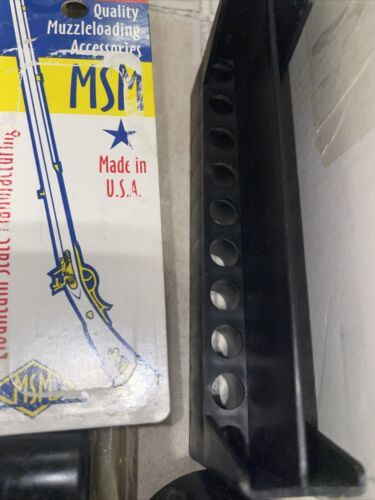 Quality
Muzzleloading
Accessories
MSM
Made in
U.S.A.
Mountain State Manufacturing
MSM